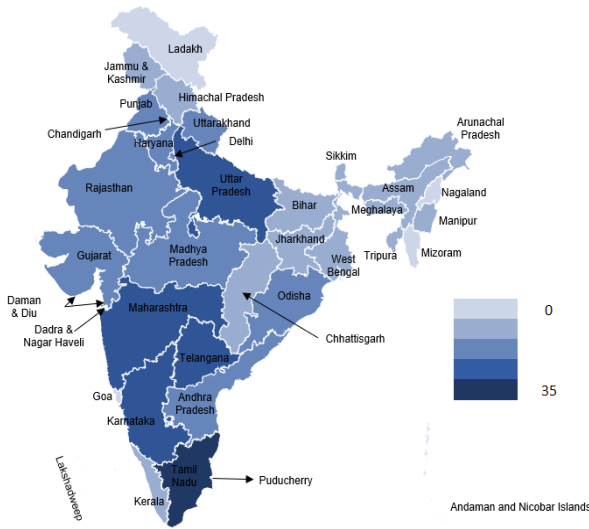 Ladakh
Jammu &
Kashmir
Himachal Pradesh
Punjab
Chandigarh
Uttarakhand
Haryana
Delhi
Arunachal
Pradesh
Sikkim
Rajasthan
Uttar
Pradesh
Assam
Nagaland
Bihar
Meghalaya
Manipur
Jharkhand
Gujarat
Madhya
Pradesh
West
Bengal
Tripura
Mizoram
Daman
& Diu
Maharashtra
Odisha
0
Dadra &
Nagar Haveli
Chhattisgarh
Telangana
35
Goa
Andhra
Pradesh
Karnataka
Tamil
Nadu
Puducherry
Lakshadweep
Kerala
Andaman and Nicobar Islands